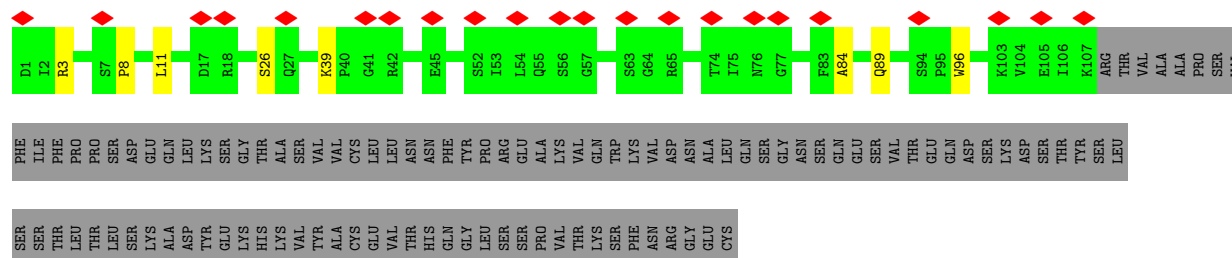 D1 I2 R3 S7 P8 L11 D17 R18 S26 Q27 K39 P40 G41 R42 E45 S52 I53 L54 Q55 S56 G57 S63 G64 R65 T74 I75 N76 G77 F83 A84 Q89 S94 P95 W96 K103 V104 E105 I106 K107 ARG THR VAL ALA ALA PRO SER
PHE ILE PHE PRO PRO SER ASP GLU GLN LEU LYS SER GLY THR ALA SER VAL VAL CYS LEU LEU ASN ASN PHE TYR PRO ARG GLU ALA LYS VAL GLN TRP LYS VAL ASP ASN ALA LEU GLN SER GLY ASN SER GLN GLU SER VAL THR GLU GLN ASP SER LYS ASP SER THR TYR SER LEU
SER SER THR LEU THR LEU SER LYS ALA ASP TYR GLU LYS HIS LYS VAL TYR ALA CYS GLU VAL THR HIS GLN GLY LEU SER SER PRO VAL THR LYS SER PHE ASN ARG GLY GLU CYS